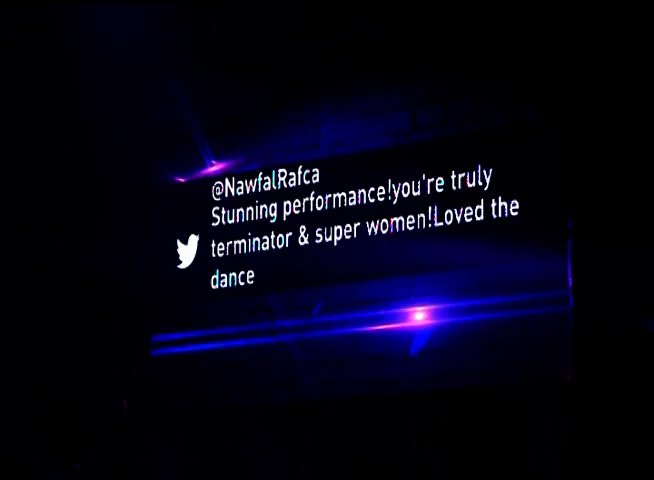 @NawfalRafca
Stunning performance!you're truly
terminator & super women!Loved the
dance